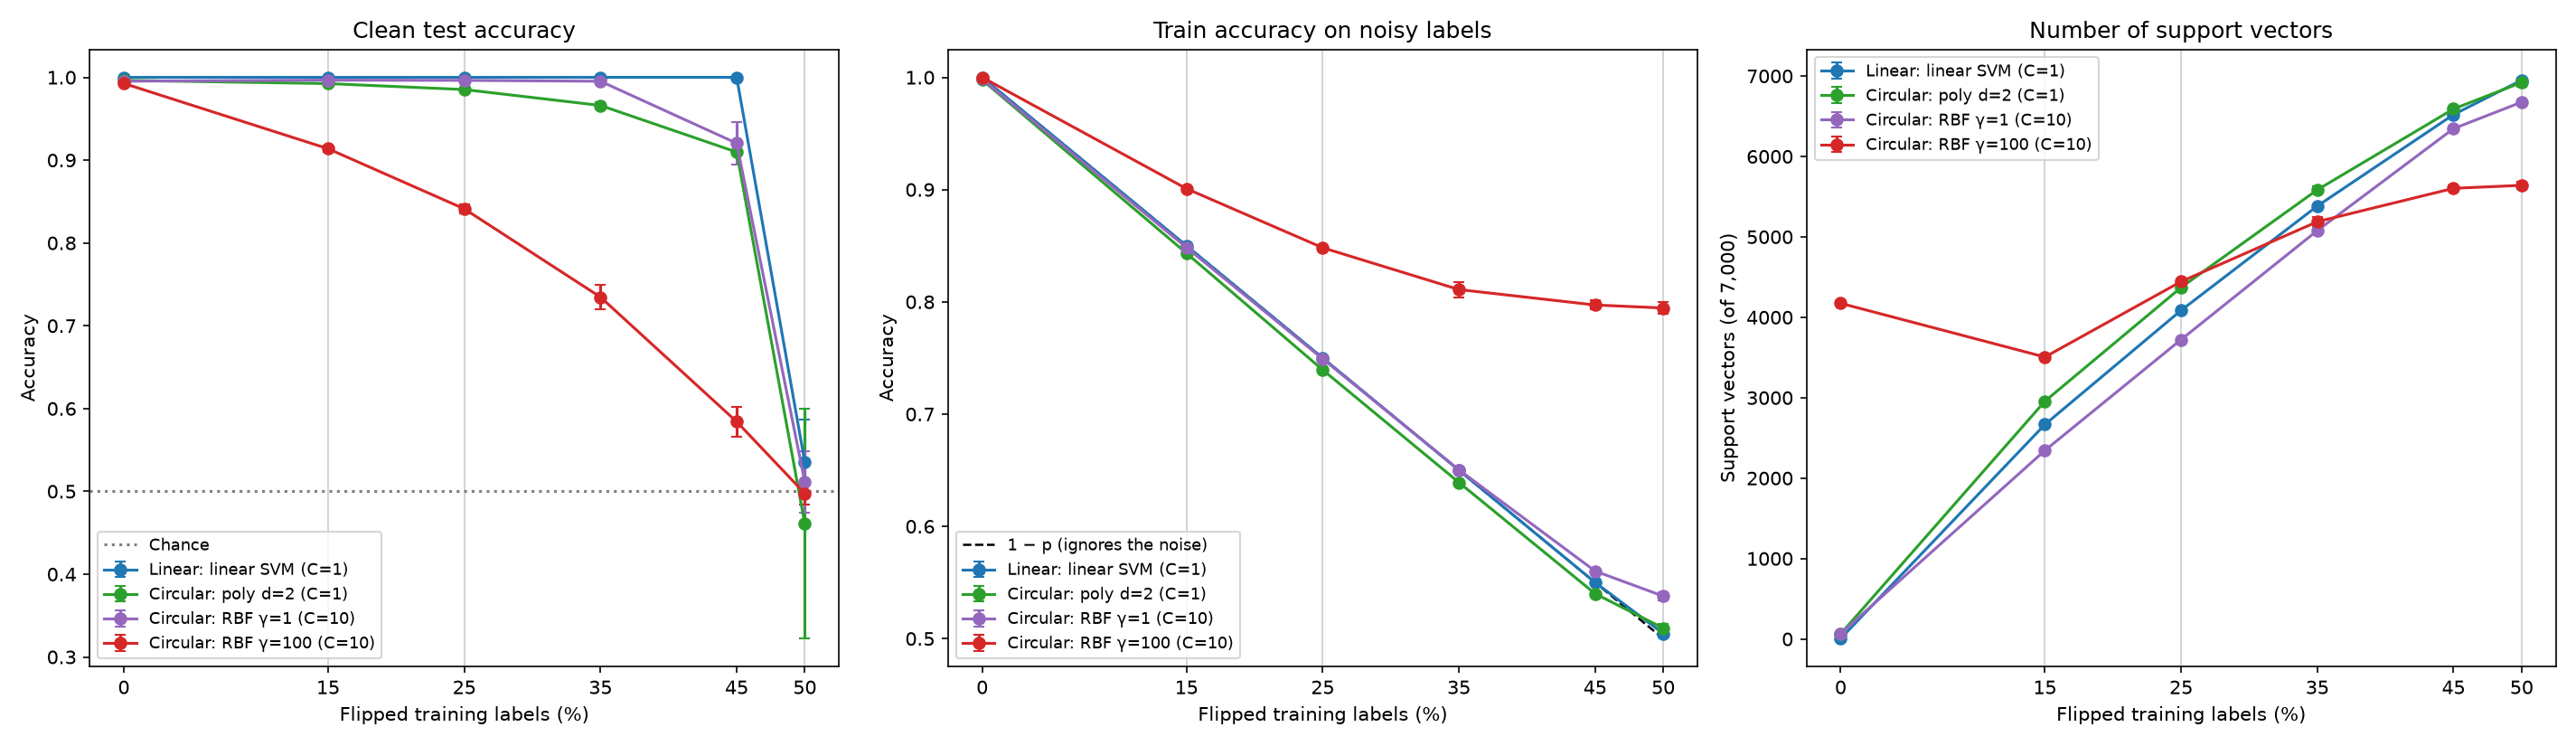 Clean test accuracy
Accuracy
1.0
0.9
0.8
0.7
0.6
0.5
0.4
0.3
Chance
Linear: linear SVM (C=1)
Circular: poly d=2 (C=1)
Circular: RBF γ=1 (C=10)
Circular: RBF γ=100 (C=10)
0 15 25 35 45 50
Flipped training labels (%)
Train accuracy on noisy labels
Accuracy
1.0
0.9
0.8
0.7
0.6
0.5
1 − p (ignores the noise)
Linear: linear SVM (C=1)
Circular: poly d=2 (C=1)
Circular: RBF γ=1 (C=10)
Circular: RBF γ=100 (C=10)
0 15 25 35 45 50
Flipped training labels (%)
Number of support vectors
Support vectors (of 7,000)
7000
6000
5000
4000
3000
2000
1000
0
Linear: linear SVM (C=1)
Circular: poly d=2 (C=1)
Circular: RBF γ=1 (C=10)
Circular: RBF γ=100 (C=10)
0 15 25 35 45 50
Flipped training labels (%)